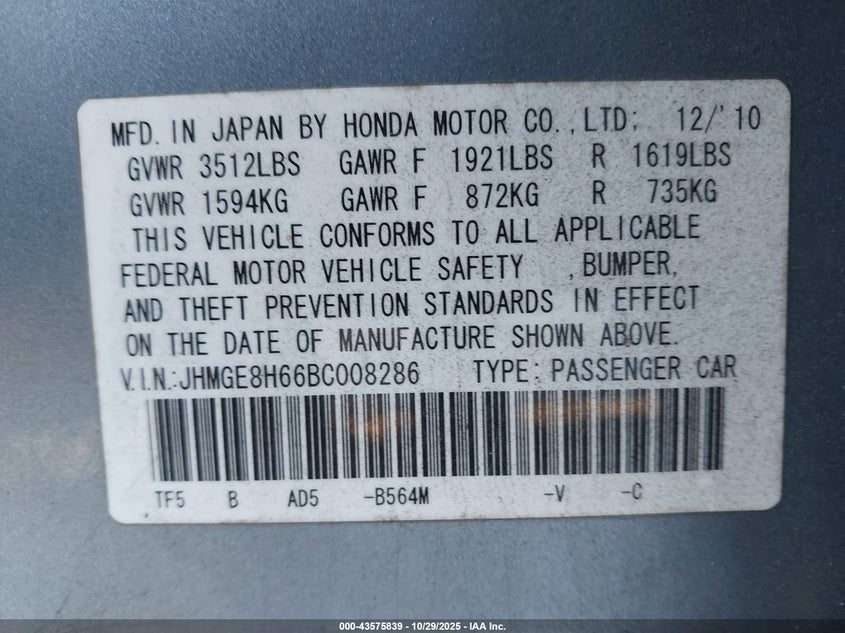 MFD. IN JAPAN BY HONDA MOTOR CO.,LTD; 12/'10
GVWR 3512LBS GAWR F 1921LBS R 1619LBS
GVWR 1594KG GAWR F 872KG R 735KG
THIS VEHICLE CONFORMS TO ALL APPLICABLE
FEDERAL MOTOR VEHICLE SAFETY , BUMPER,
AND THEFT PREVENTION STANDARDS IN EFFECT
ON THE DATE OF MANUFACTURE SHOWN ABOVE.
V.I.N.:JHMGE8H66BC008286 TYPE: PASSENGER CAR
TF5 B AD5 -B564M -V -C
000-43575839 - 10/29/2025 - IAA Inc.